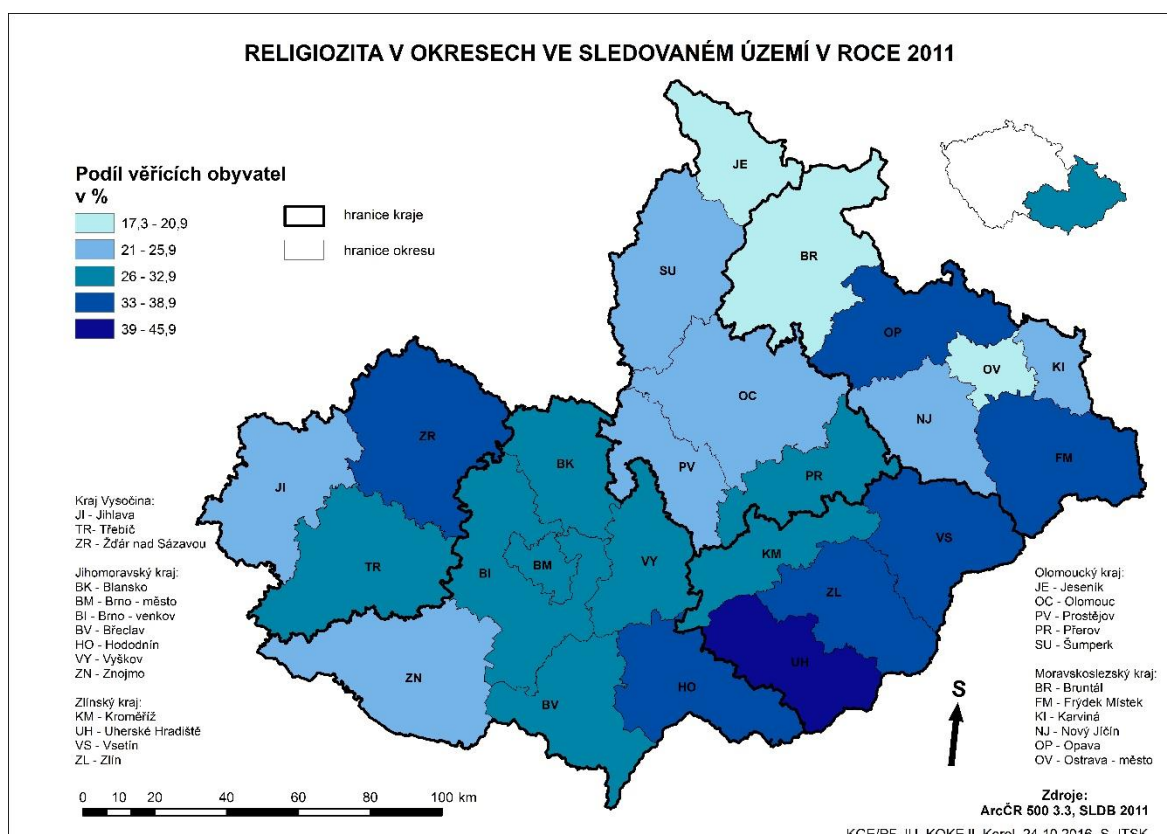 RELIGIOZITA V OKRESECH VE SLEDOVANÉM ÚZEMÍ V ROCE 2011
Podíl věřících obyvatel
v %
17,3 - 20,9
21 - 25,9
26 - 32,9
33 - 38,9
39 - 45,9
hranice kraje
hranice okresu
JE
BR
SU
OP
OV
KI
OC
NJ
ZR
FM
BK
PV
PR
JI
VS
KM
BM
VY
TR
BI
ZL
UH
ZN
HO
BV
Kraj Vysočina:
JI - Jihlava
TR- Třebíč
ZR - Žďár nad Sázavou
Jihomoravský kraj:
BK - Blansko
BM - Brno - město
BI - Brno - venkov
BV - Břeclav
HO - Hododnín
VY - Vyškov
ZN - Znojmo
Zlínský kraj:
KM - Kroměříž
UH - Uherské Hradiště
VS - Vsetín
ZL - Zlín
Olomoucký kraj:
JE - Jeseník
OC - Olomouc
PV - Prostějov
PR - Přerov
SU - Šumperk
Moravskoslezský kraj:
BR - Bruntál
FM - Frýdek Místek
KI - Karviná
NJ - Nový Jíčín
OP - Opava
OV - Ostrava - město
S
0 10 20 40 60 80 100 km
Zdroje:
ArcČR 500 3.3, SLDB 2011
24.10.2016, S-JTSK